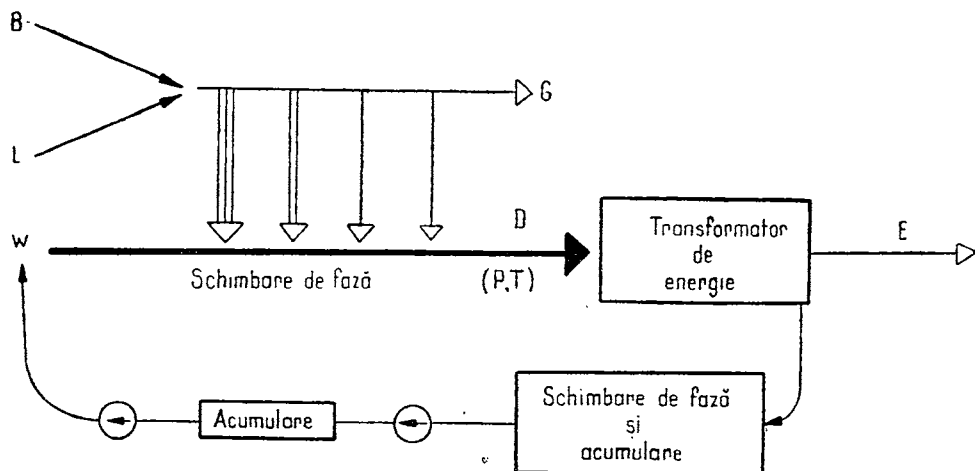 B
G
L
D
W
Schimbare de fază
(P,T)
Transformator
de
energie
E
Acumulare
Schimbare de fază
și
acumulare